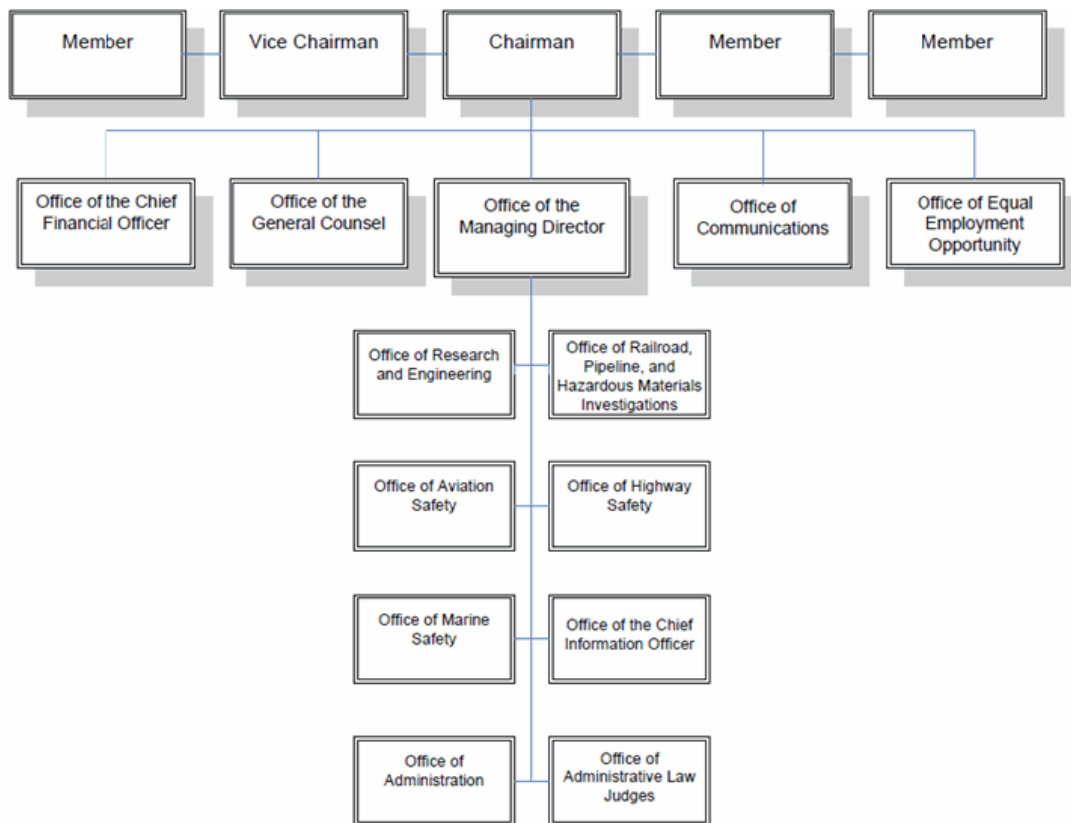 Member
Vice Chairman
Chairman
Member
Member
Office of the Chief
Financial Officer
Office of the
General Counsel
Office of the
Managing Director
Office of
Communications
Office of Equal
Employment
Opportunity
Office of Research
and Engineering
Office of Railroad,
Pipeline, and
Hazardous Materials
Investigations
Office of Aviation
Safety
Office of Highway
Safety
Office of Marine
Safety
Office of the Chief
Information Officer
Office of
Administration
Office of
Administrative Law
Judges